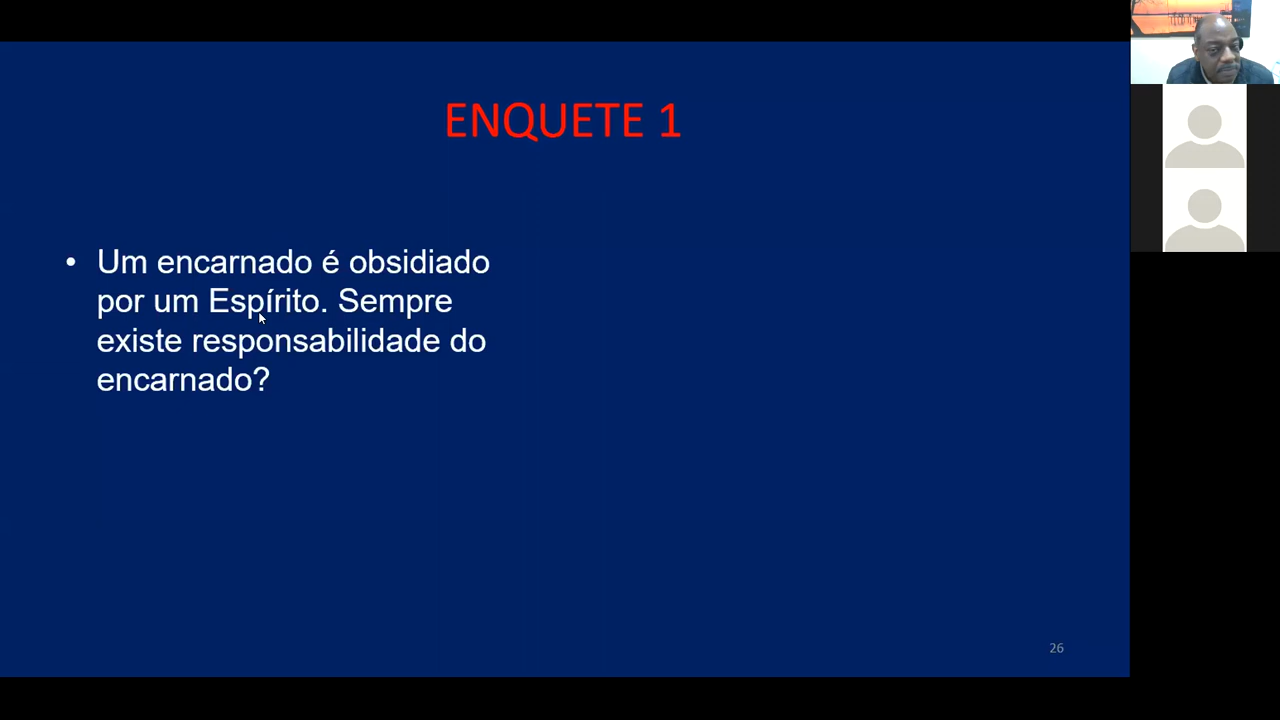 ENQUETE 1
• Um encarnado é obsidiado
por um Espírito. Sempre
existe responsabilidade do
encarnado?
26